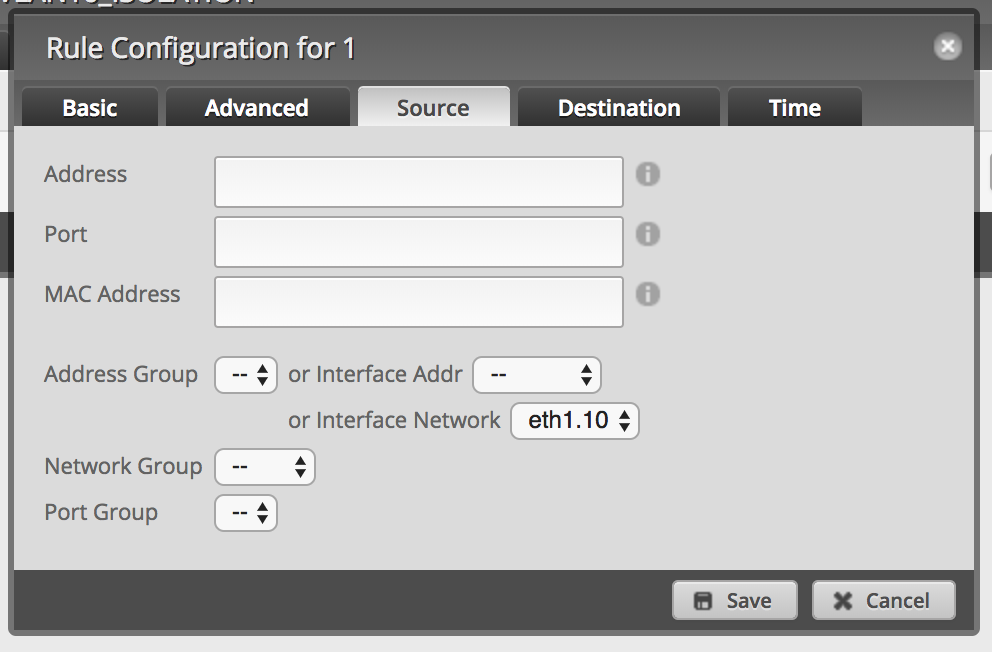 Rule Configuration for 1
Basic Advanced Source Destination Time
Address
Port
MAC Address
Address Group -- or Interface Addr --
or Interface Network eth1.10
Network Group --
Port Group --
Save Cancel